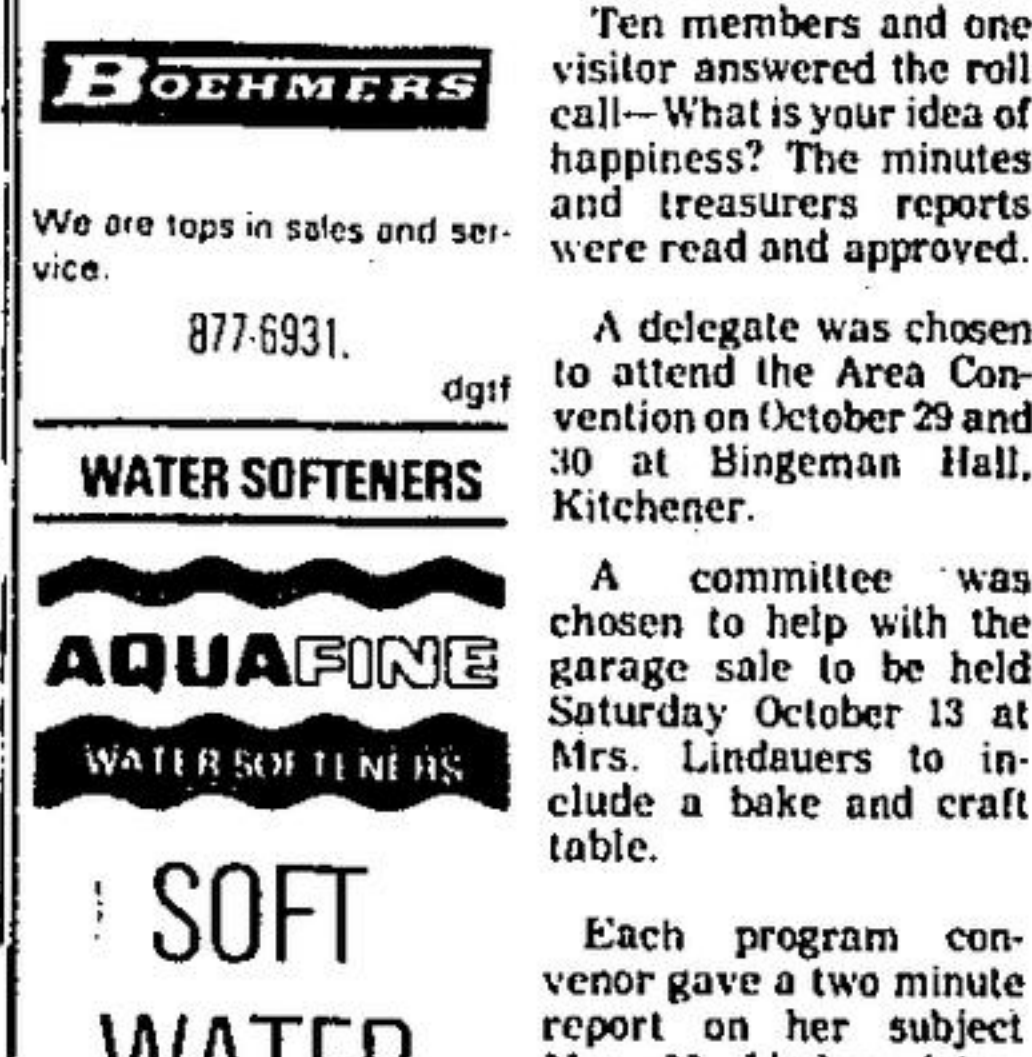 BOEHMERS
We are tops in sales and ser-
vice.
877-6931.
dgtf
WATER SOFTENERS
AQUAFINE
WATER SOFTENERS
SOFT
WATER
Ten members and one
visitor answered the roll
call—What is your idea of
happiness? The minutes
and treasurers reports
were read and approved.
A delegate was chosen
to attend the Area Con-
vention on October 29 and
30 at Bingeman Hall,
Kitchener.
A committee was
chosen to help with the
garage sale to be held
Saturday October 13 at
Mrs. Lindauers to in-
clude a bake and craft
table.
Each program con-
venor gave a two minute
report on her subject